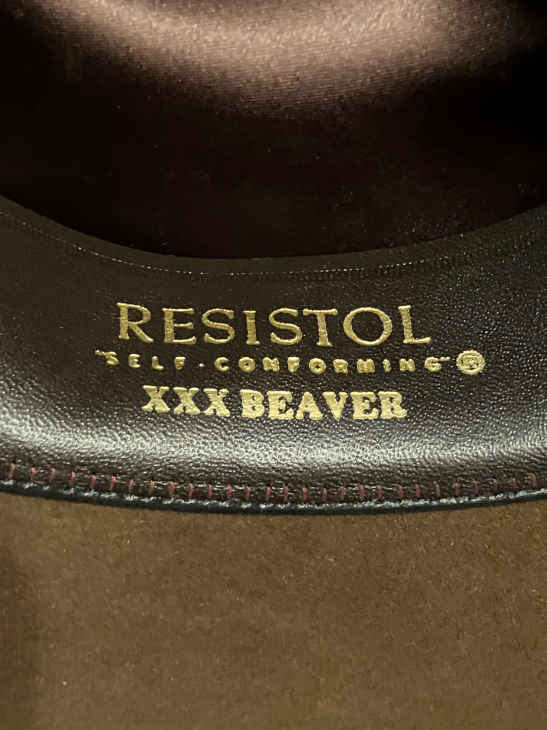 RESISTOL
"SELF-CONFORMING" ®
XXX BEAVER